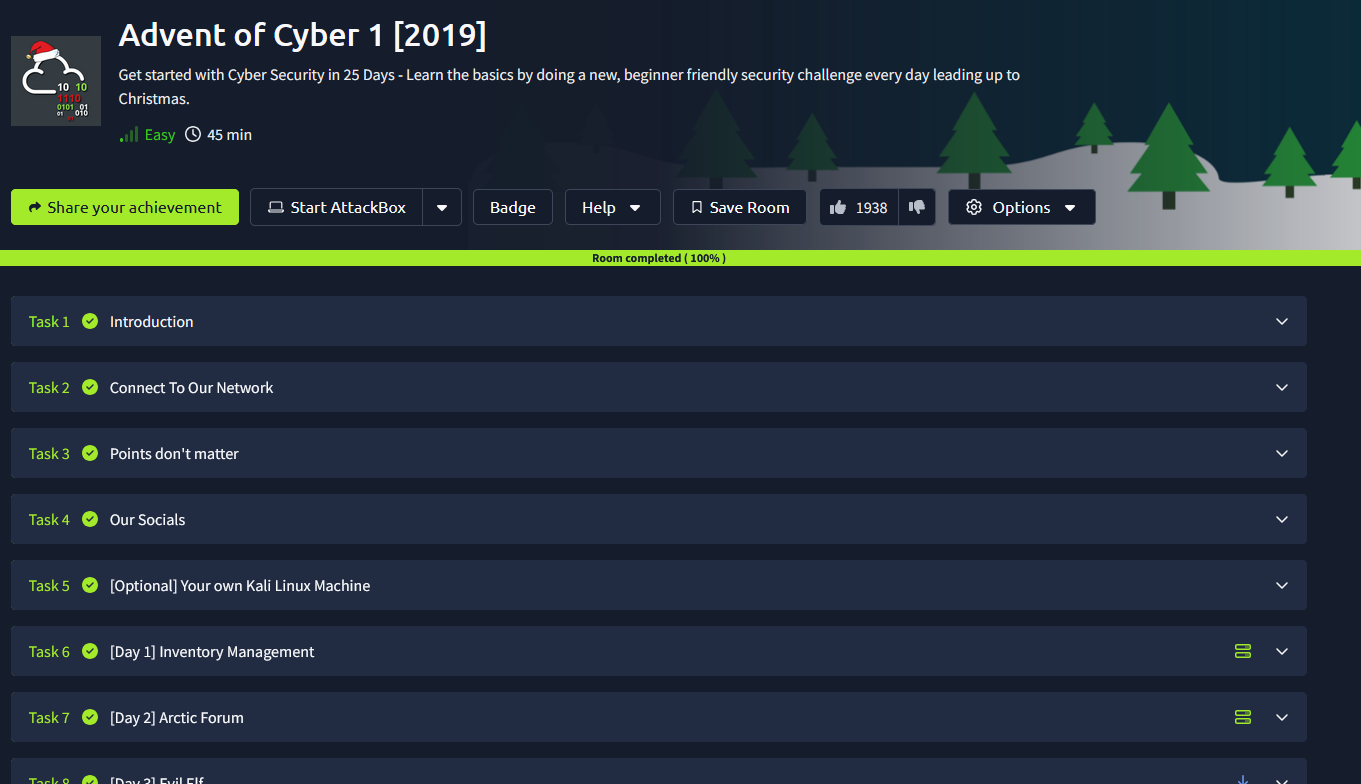 Advent of Cyber 1 [2019]
Get started with Cyber Security in 25 Days - Learn the basics by doing a new, beginner friendly security challenge every day leading up to
Christmas.
10 10
1110
0101 01
01 010
Easy 45 min
Share your achievement Start AttackBox Badge Help Save Room 1938 Options
Room completed ( 100% )
Task 1 Introduction
Task 2 Connect To Our Network
Task 3 Points don't matter
Task 4 Our Socials
Task 5 [Optional] Your own Kali Linux Machine
Task 6 [Day 1] Inventory Management
Task 7 [Day 2] Arctic Forum
Task 8 [Day 3] Evil Elf